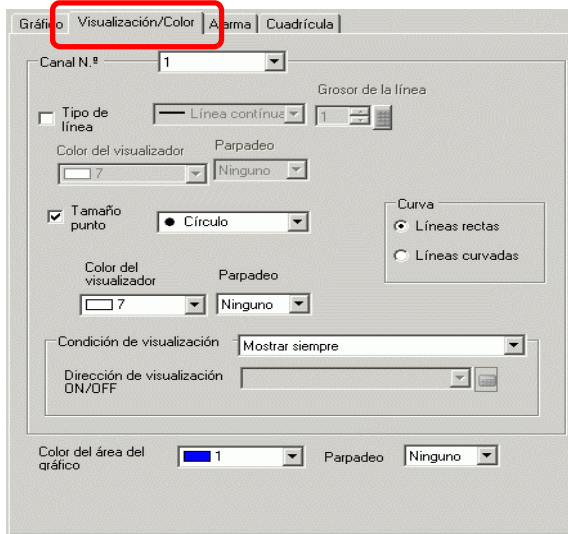 Gráfico Visualización/Color Alarma Cuadrícula
Canal N.º 1
Grosor de la línea
Tipo de línea Línea contínua 1
Color del visualizador Parpadeo
7 Ninguno
Tamaño punto Círculo
Curva
Líneas rectas
Líneas curvadas
Color del visualizador Parpadeo
7 Ninguno
Condición de visualización Mostrar siempre
Dirección de visualización ON/OFF
Color del área del gráfico 1 Parpadeo Ninguno